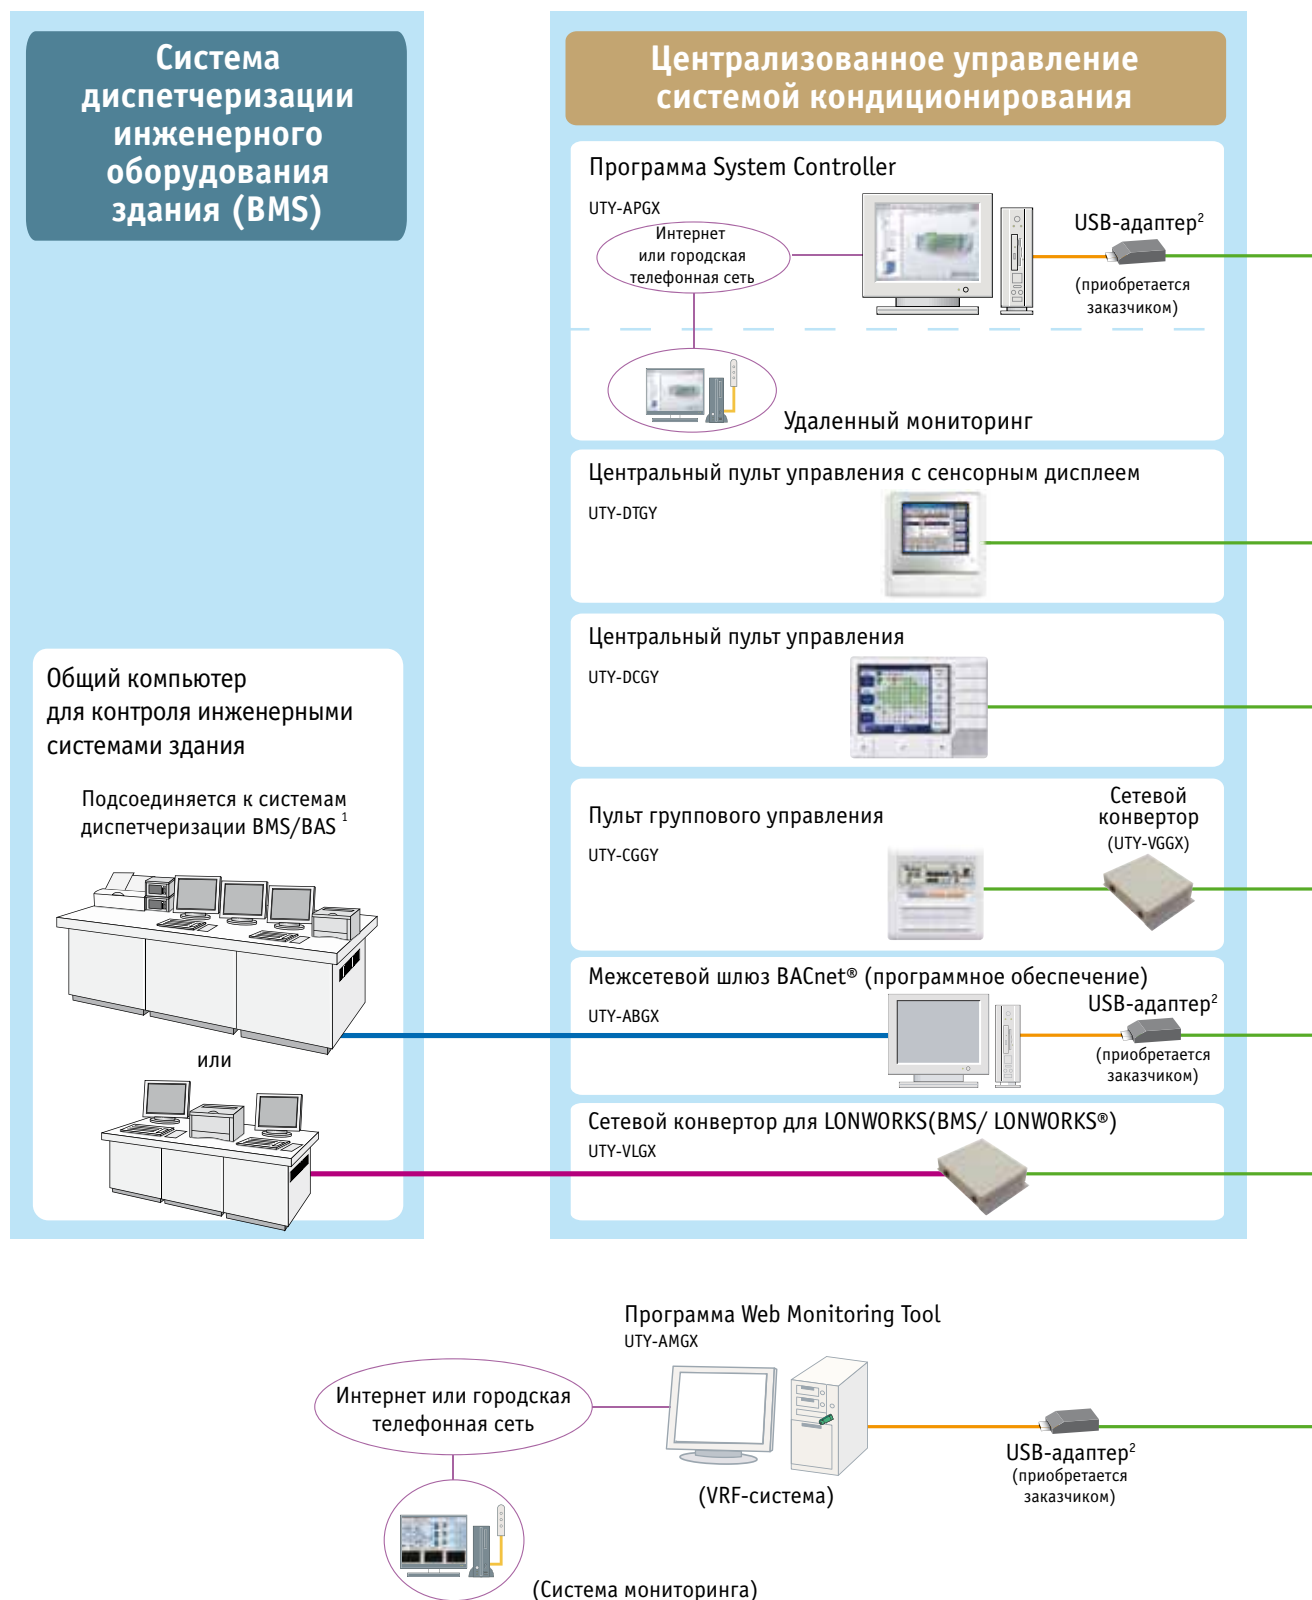 Система
диспетчеризации
инженерного
оборудования
здания (BMS)
Общий компьютер
для контроля инженерными
системами здания
Подсоединяется к системам
диспетчеризации BMS/BAS 1
или
Централизованное управление
системой кондиционирования
Программа System Controller
UTY-APGX
Интернет
или городская
телефонная сеть
USB-адаптер2
(приобретается
заказчиком)
Удаленный мониторинг
Центральный пульт управления с сенсорным дисплеем
UTY-DTGY
Центральный пульт управления
UTY-DCGY
Пульт группового управления
UTY-CGGY
Сетевой
конвертор
(UTY-VGGX)
Межсетевой шлюз BACnet® (программное обеспечение)
UTY-ABGX
USB-адаптер2
(приобретается
заказчиком)
Сетевой конвертор для LONWORKS(BMS/ LONWORKS®)
UTY-VLGX
Программа Web Monitoring Tool
UTY-AMGX
Интернет или городская
телефонная сеть
(VRF-система)
USB-адаптер2
(приобретается
заказчиком)
(Система мониторинга)